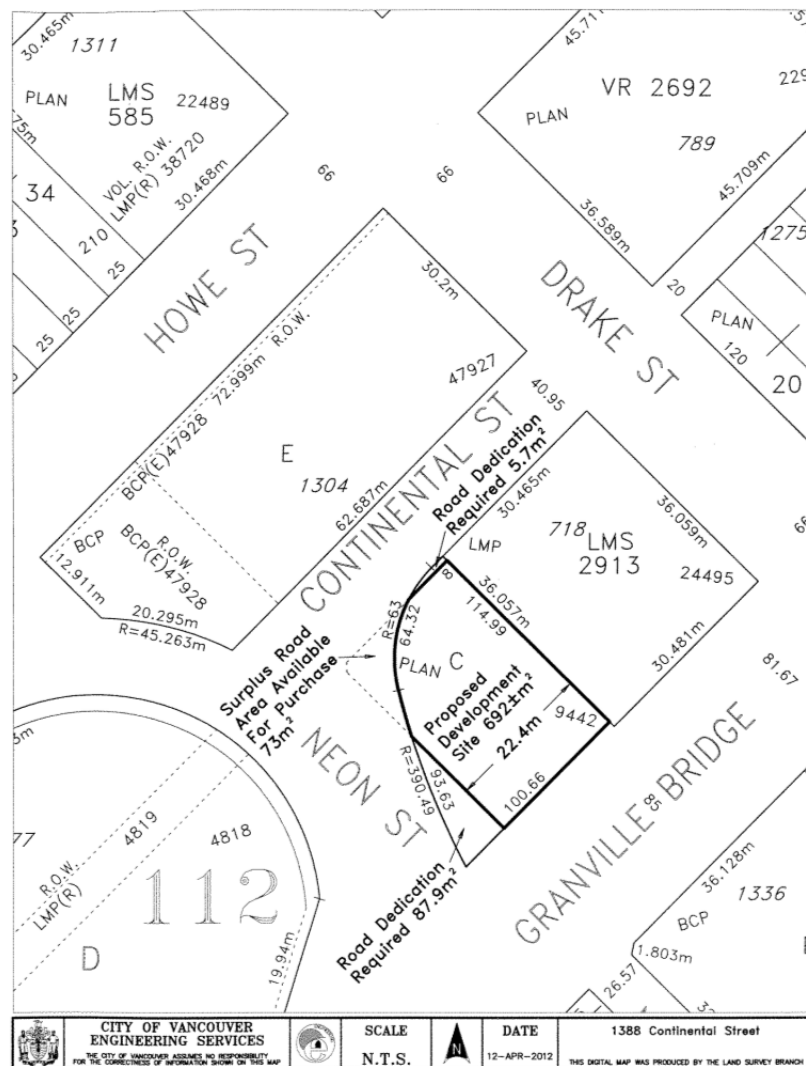 30.465m
1311
PLAN
LMS
585
22489
VOL. R.O.W.
LMP(R) 38720
30.468m
34
210
25
25
25
66
66
45.711
VR 2692
PLAN
229
789
45.709m
36.589m
1275
20
PLAN
120
20
HOWE ST
DRAKE ST
30.2m
72.999m R.O.W.
BCP(E)47928
47927
40.95
E
1304
62.687m
CONTINENTAL ST
Road Dedication
Required 5.7m²
30.465m
36.059m
718
LMS
2913
LMP
24495
BCP
R.O.W
BCP(E)47928
12.911m
20.295m
R=45.263m
R=63
64.32
8
36.057m
114.99
30.481m
81.67
66
Surplus Road
Area Available
For Purchase
73m²
PLAN C
Proposed
Development
Site 692±m²
22.4m
9442
NEON ST
R=390.49
93.63
100.66
GRANVILLE BRIDGE
85
Road Dedication
Required 87.9m²
77
4819
4818
R.O.W.
LMP(R)
112
D
19.94m
36.128m
1336
BCP
1.803m
26.57
CITY OF VANCOUVER
ENGINEERING SERVICES
THE CITY OF VANCOUVER ASSUMES NO RESPONSIBILITY
FOR THE CORRECTNESS OF INFORMATION SHOWN ON THIS MAP
SCALE
N.T.S.
N
DATE
12-APR-2012
1388 Continental Street
THIS DIGITAL MAP WAS PRODUCED BY THE LAND SURVEY BRANCH